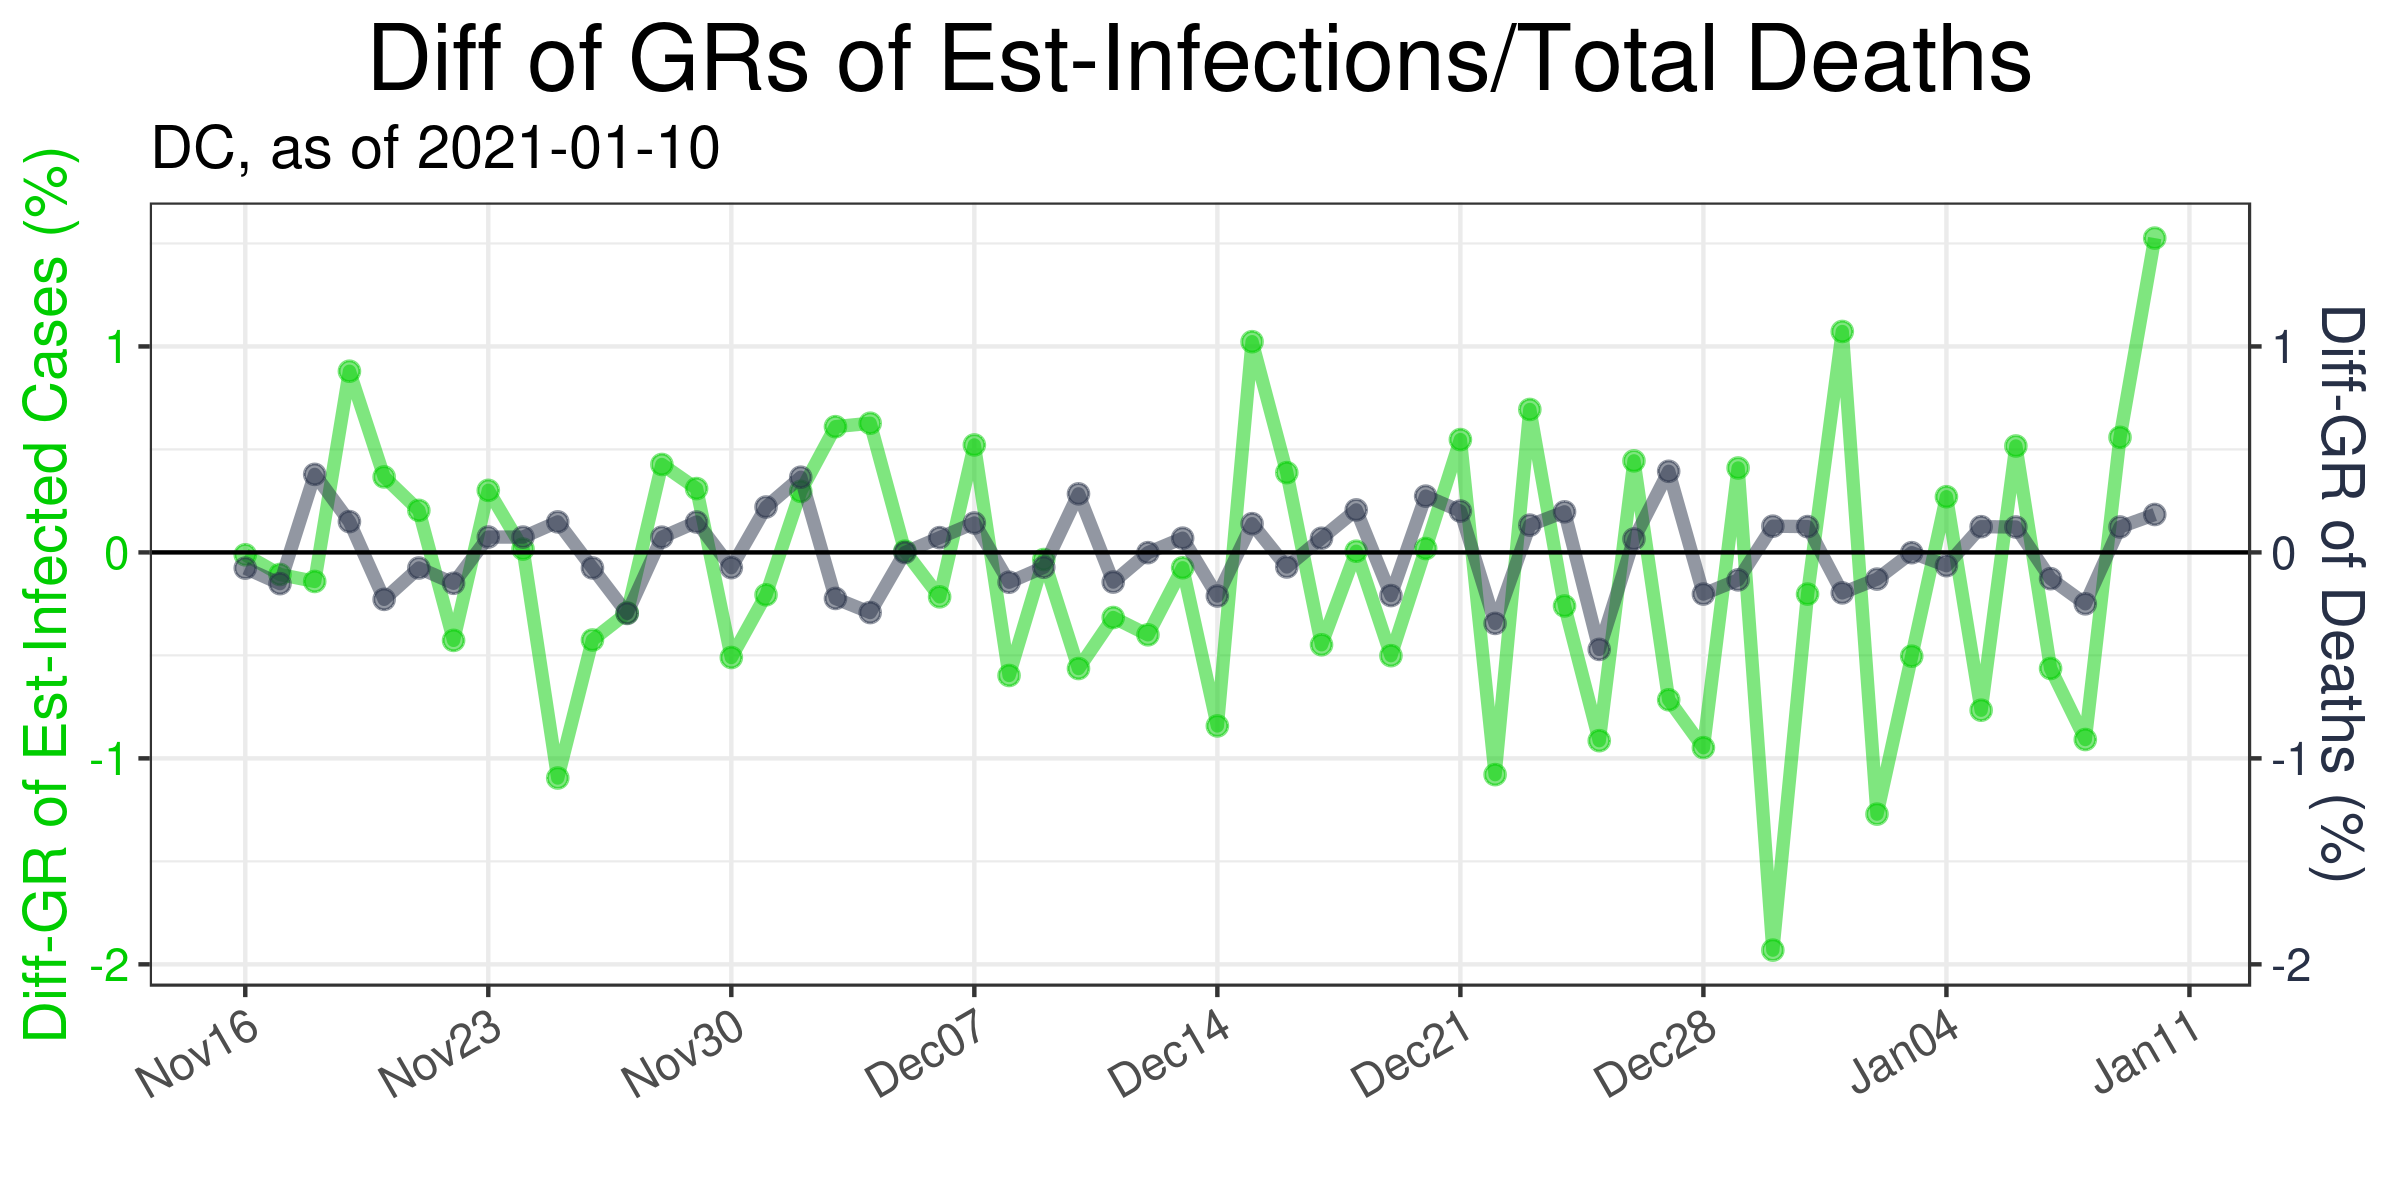 Diff of GRs of Est-Infections/Total Deaths
DC, as of 2021-01-10
Diff-GR of Est-Infected Cases (%)
1
0
-1
-2
1
0
-1
-2
Diff-GR of Deaths (%)
Nov16
Nov23
Nov30
Dec07
Dec14
Dec21
Dec28
Jan04
Jan11